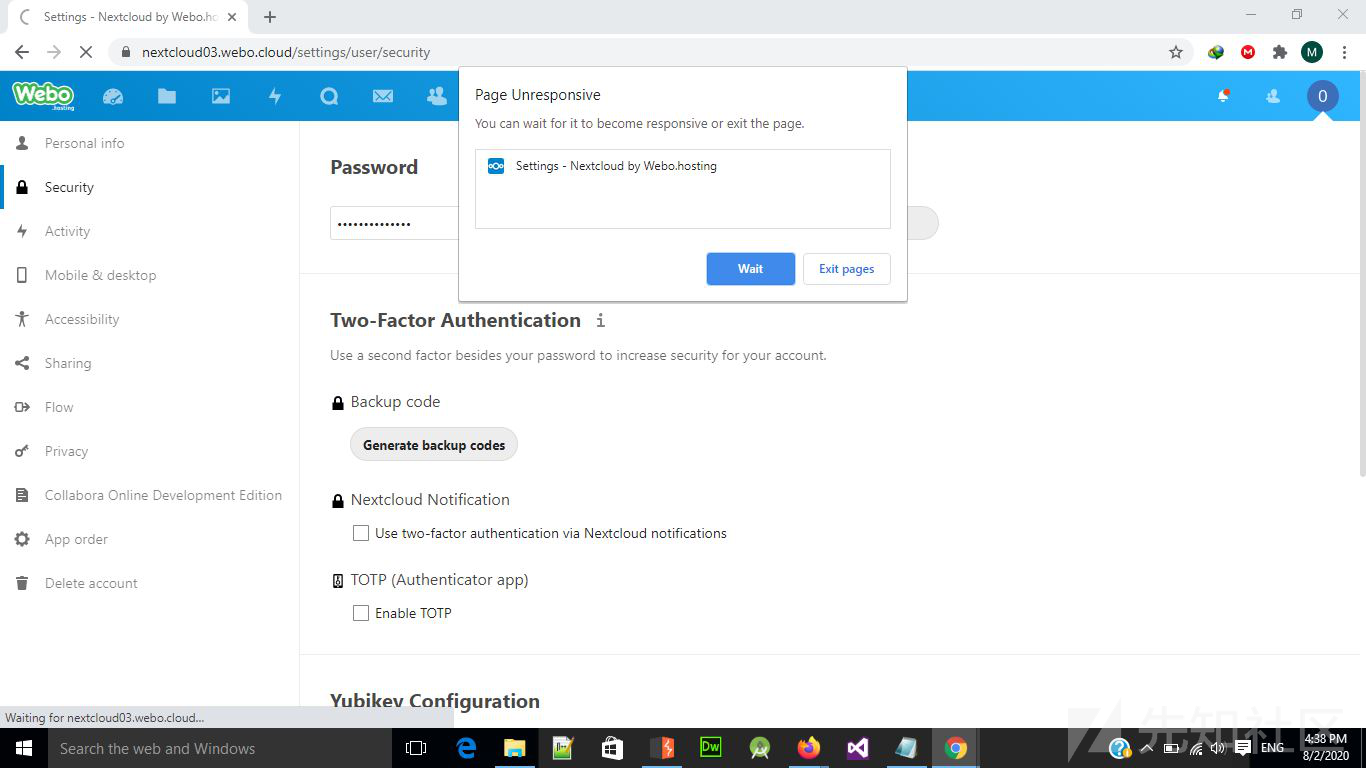 Settings - Nextcloud by Webo.ho
nextcloud03.webo.cloud/settings/user/security
M
M
Webo
.hosting
0
Page Unresponsive
You can wait for it to become responsive or exit the page.
Settings - Nextcloud by Webo.hosting
Wait
Exit pages
Personal info
Security
Activity
Mobile & desktop
Accessibility
Sharing
Flow
Privacy
Collabora Online Development Edition
App order
Delete account
Password
Two-Factor Authentication
Use a second factor besides your password to increase security for your account.
Backup code
Generate backup codes
Nextcloud Notification
Use two-factor authentication via Nextcloud notifications
TOTP (Authenticator app)
Enable TOTP
Yubikey Configuration
Waiting for nextcloud03.webo.cloud...
先知社区
Search the web and Windows
Dw
ENG
4:38 PM
8/2/2020